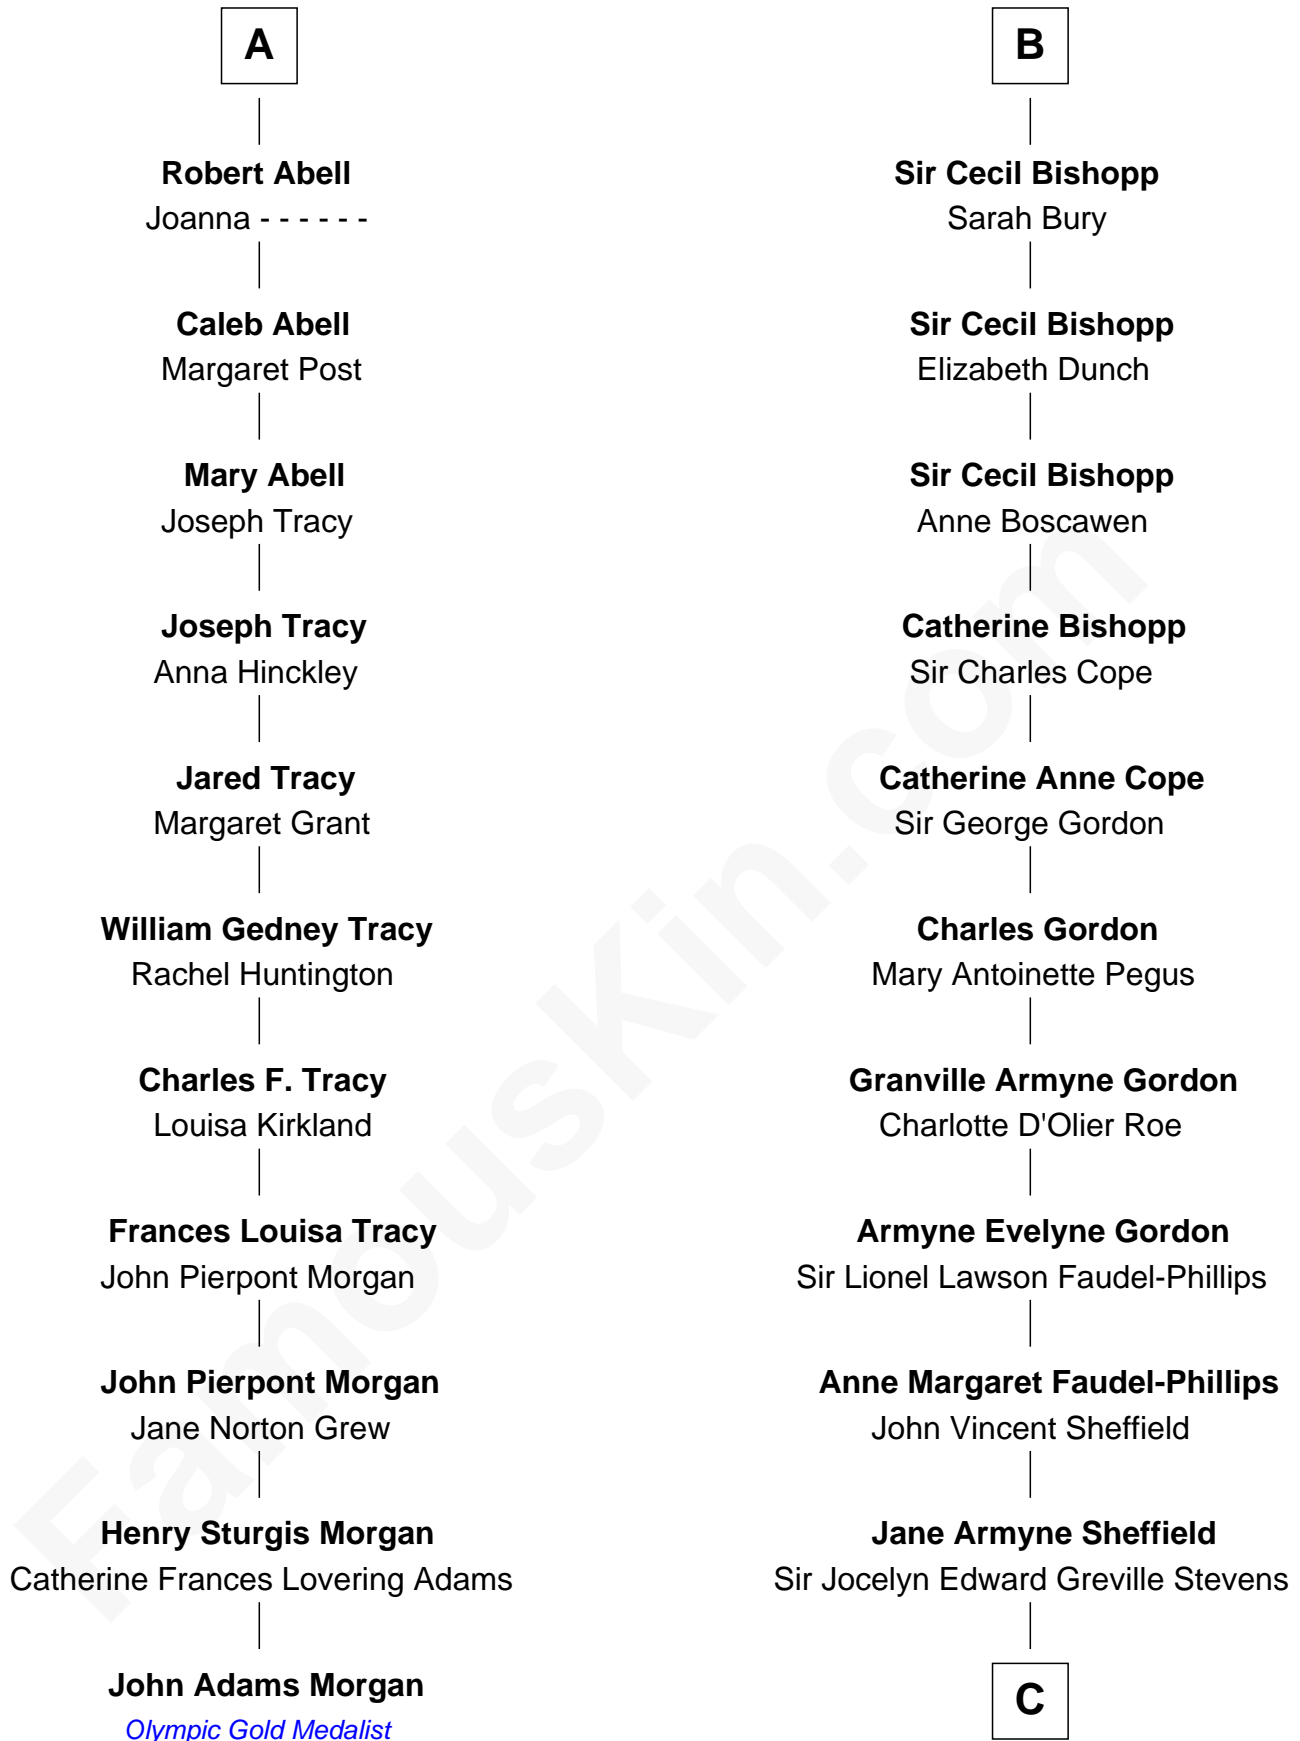 A
Robert Abell
Joanna - - - - - -
Caleb Abell
Margaret Post
Mary Abell
Joseph Tracy
Joseph Tracy
Anna Hinckley
Jared Tracy
Margaret Grant
William Gedney Tracy
Rachel Huntington
Charles F. Tracy
Louisa Kirkland
Frances Louisa Tracy
John Pierpont Morgan
John Pierpont Morgan
Jane Norton Grew
Henry Sturgis Morgan
Catherine Frances Lovering Adams
John Adams Morgan
Olympic Gold Medalist
B
Sir Cecil Bishopp
Sarah Bury
Sir Cecil Bishopp
Elizabeth Dunch
Sir Cecil Bishopp
Anne Boscawen
Catherine Bishopp
Sir Charles Cope
Catherine Anne Cope
Sir George Gordon
Charles Gordon
Mary Antoinette Pegus
Granville Armyne Gordon
Charlotte D'Olier Roe
Armyne Evelyne Gordon
Sir Lionel Lawson Faudel-Phillips
Anne Margaret Faudel-Phillips
John Vincent Sheffield
Jane Armyne Sheffield
Sir Jocelyn Edward Greville Stevens
C
FamousKin.com